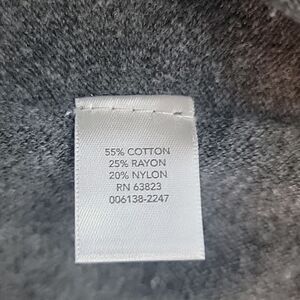 55% COTTON
25% RAYON
20% NYLON
RN 63823
006138-2247